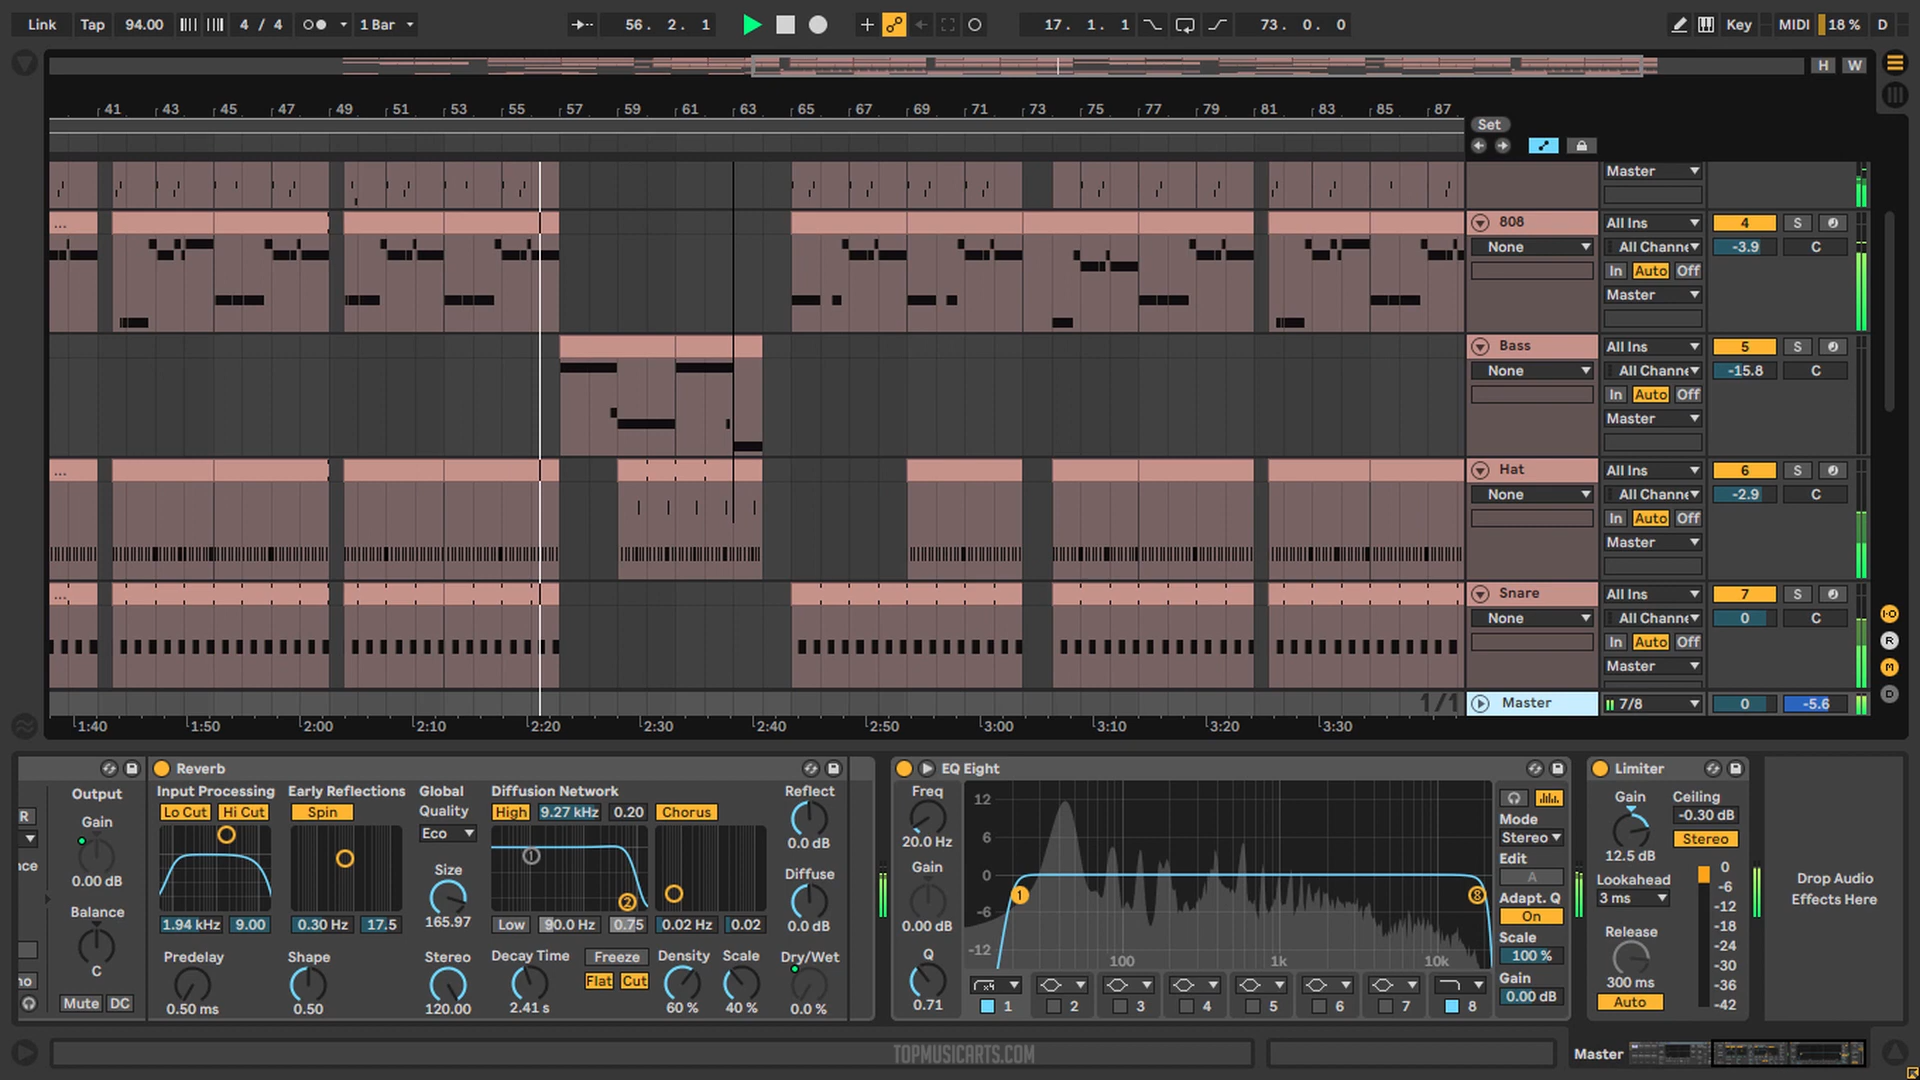 Link Tap 94.00 4 / 4 1 Bar 56. 2. 1 17. 1. 1 73. 0. 0 Key MIDI 18 % D
H W
41 43 45 47 49 51 53 55 57 59 61 63 65 67 69 71 73 75 77 79 81 83 85 87
Set
Master
... 808 All Ins 4 S
None All Channe -3.9 C
In Auto Off
Master
Bass All Ins 5 S
None All Channe -15.8 C
In Auto Off
Master
... Hat All Ins 6 S
None All Channe -2.9 C
In Auto Off
Master
... Snare All Ins 7 S
None All Channe 0 C
In Auto Off
Master
I·O
R
M
D
1/1 Master 7/8 0 -5.6
1:40 1:50 2:00 2:10 2:20 2:30 2:40 2:50 3:00 3:10 3:20 3:30
Output
Gain
0.00 dB
Balance
C
Mute DC
R
nce
no
Reverb
Input Processing Early Reflections Global Diffusion Network Reflect
Lo Cut Hi Cut Spin Quality High 9.27 kHz 0.20 Chorus
Eco 0.0 dB
1 2
Size Diffuse
165.97 0.0 dB
1.94 kHz 9.00 0.30 Hz 17.5 Low 90.0 Hz 0.75 0.02 Hz 0.02
Predelay Shape Stereo Decay Time Freeze Density Scale Dry/Wet
Flat Cut
0.50 ms 0.50 120.00 2.41 s 60 % 40 % 0.0 %
EQ Eight
Freq
20.0 Hz
Gain
0.00 dB
Q
0.71
12
6
0
-6
-12
1 8
100 1k 10k
x4
1 2 3 4 5 6 7 8
Mode
Stereo
Edit
A
Adapt. Q
On
Scale
100 %
Gain
0.00 dB
Limiter
Gain Ceiling
-0.30 dB
Stereo
12.5 dB
Lookahead
3 ms
Release
300 ms
Auto
0
-6
-12
-18
-24
-30
-36
-42
Drop Audio
Effects Here
TOPMUSICARTS.COM
Master